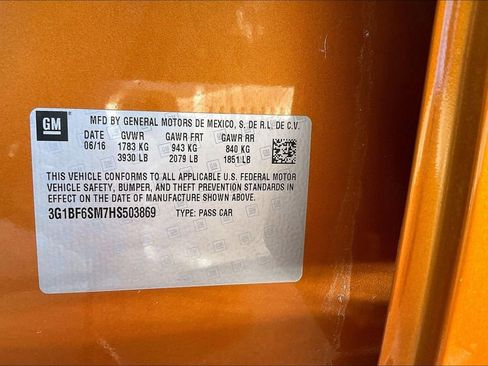 GM
MFD BY GENERAL MOTORS DE MEXICO, S. DE R.L. DE C.V.
DATE GVWR GAWR FRT GAWR RR
06/16 1783 KG 943 KG 840 KG
3930 LB 2079 LB 1851 LB
THIS VEHICLE CONFORMS TO ALL APPLICABLE U.S. FEDERAL MOTOR
VEHICLE SAFETY, BUMPER, AND THEFT PREVENTION STANDARDS IN
EFFECT ON THE DATE OF MANUFACTURE SHOWN ABOVE.
3G1BF6SM7HS503869 TYPE: PASS CAR